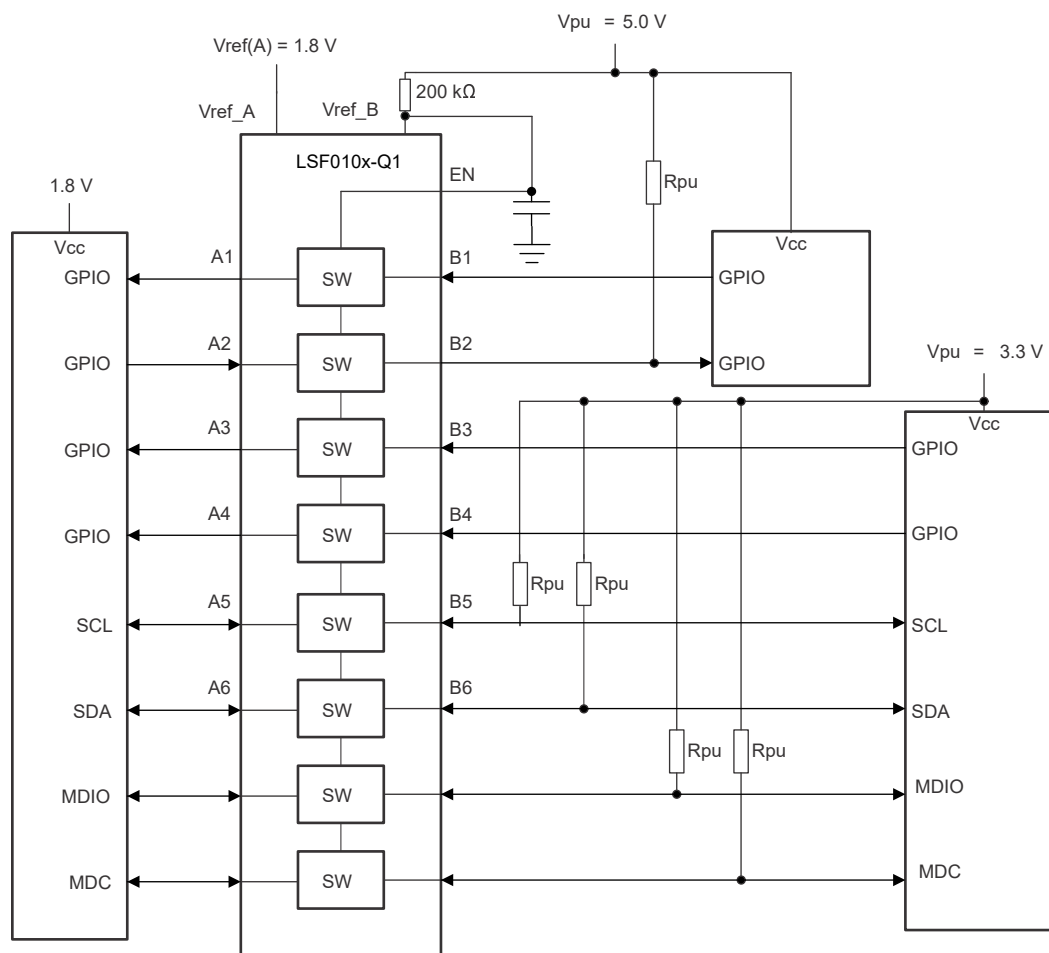 Vpu = 5.0 V
Vref(A) = 1.8 V
200 kΩ
Vref_A
Vref_B
LSF010x-Q1
EN
Rpu
1.8 V
Vcc
Vcc
GPIO
A1
SW
B1
GPIO
GPIO
A2
SW
B2
GPIO
Vpu = 3.3 V
Vcc
GPIO
A3
SW
B3
GPIO
GPIO
A4
SW
B4
GPIO
Rpu
Rpu
SCL
A5
SW
B5
SCL
SDA
A6
SW
B6
SDA
Rpu
Rpu
MDIO
SW
MDIO
MDC
SW
MDC